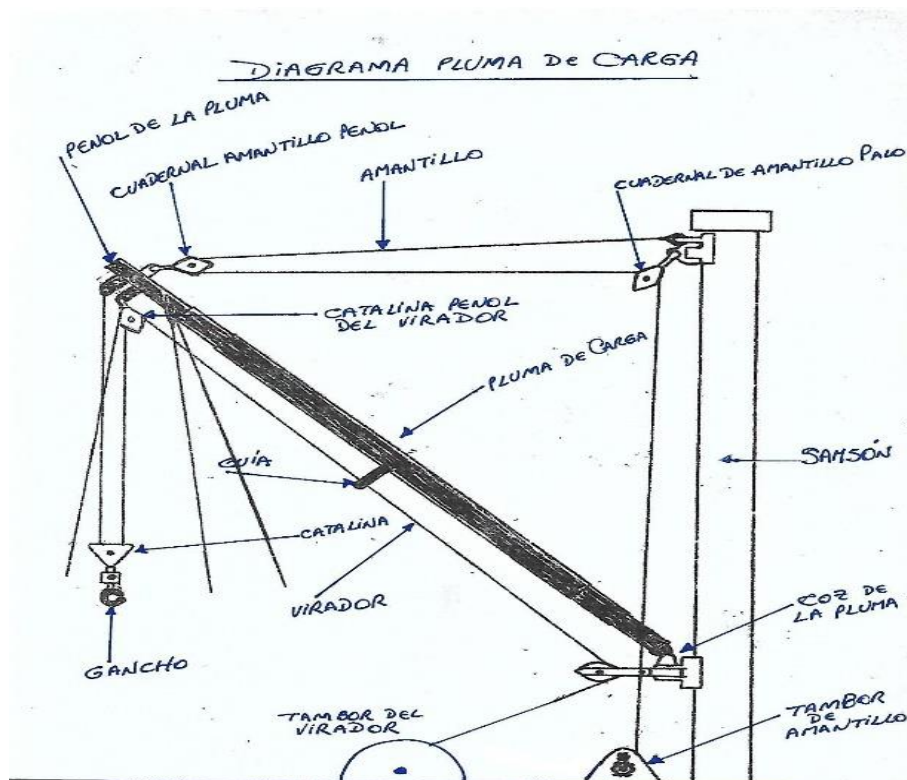 DIAGRAMA PLUMA DE CARGA
PENOL DE LA PLUMA
CUADERNAL AMANTILLO PENOL
AMANTILLO
CUADERNAL DE AMANTILLO PALO
CATALINA PENOL
DEL VIRADOR
PLUMA DE CARGA
GUÍA
SAMSÓN
CATALINA
VIRADOR
COZ DE
LA PLUMA
GANCHO
TAMBOR DEL
VIRADOR
TAMBOR
DE
AMANTILLO